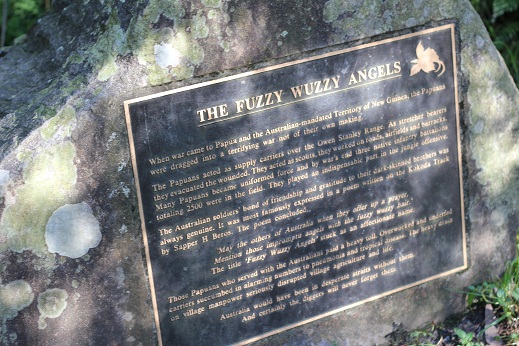 THE FUZZY WUZZY ANGELS
When war came to Papua and the Australian-mandated Territory of New Guinea, the Papuans
were dragged into a terrifying war not of their own making.
The Papuans acted as supply carriers over the Owen Stanley Range. As stretcher bearers
they evacuated the wounded. They acted as scouts, they worked on roads, airfields and barracks.
Many Papuans became uniformed force and by war's end three native infantry battalions
totaling 2500 were in the field. They played an indispensable part in the jungle offensive.
The Australian soldiers' bond of friendship and gratitude to their dark-skinned brothers was
always genuine. It was most famously expressed in a poem written on the Kokoda Track
by Sapper H Beros. The poem concluded:
'May the others of Australia when they offer up a prayer,
Mention those impromptu angels with the fuzzy wuzzy hair.'
The title 'Fuzzy Wuzzy Angels' stuck as an affectionate name.
Those Papuans who served with the Australians paid a heavy price. Overworked and
carriers succumbed in alarming numbers to pneumonia and tropical disease. The heavy
on village manpower seriously disrupted village agriculture and
Australia would have been in desperate straits without them.
And certainly the diggers will never forget them.